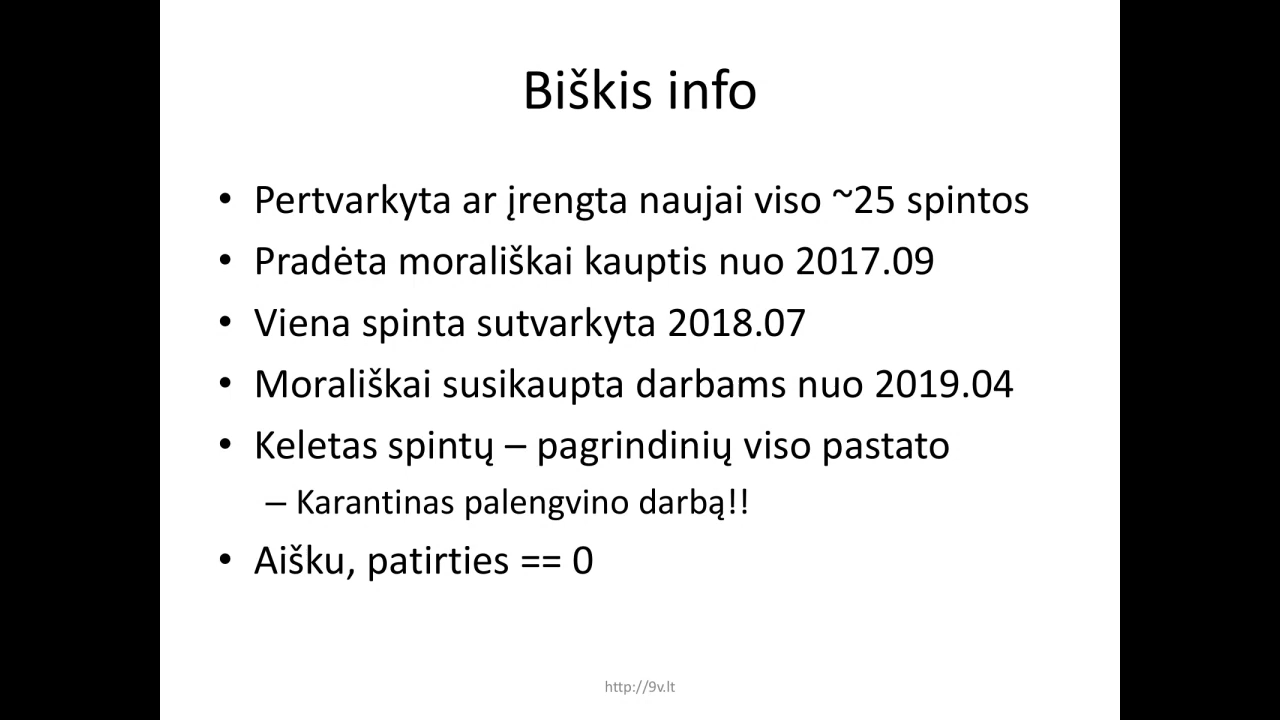 Biškis info
• Pertvarkyta ar įrengta naujai viso ~25 spintos
• Pradėta morališkai kauptis nuo 2017.09
• Viena spinta sutvarkyta 2018.07
• Morališkai susikaupta darbams nuo 2019.04
• Keletas spintų – pagrindinių viso pastato
– Karantinas palengvino darbą!!
• Aišku, patirties == 0
http://9v.lt